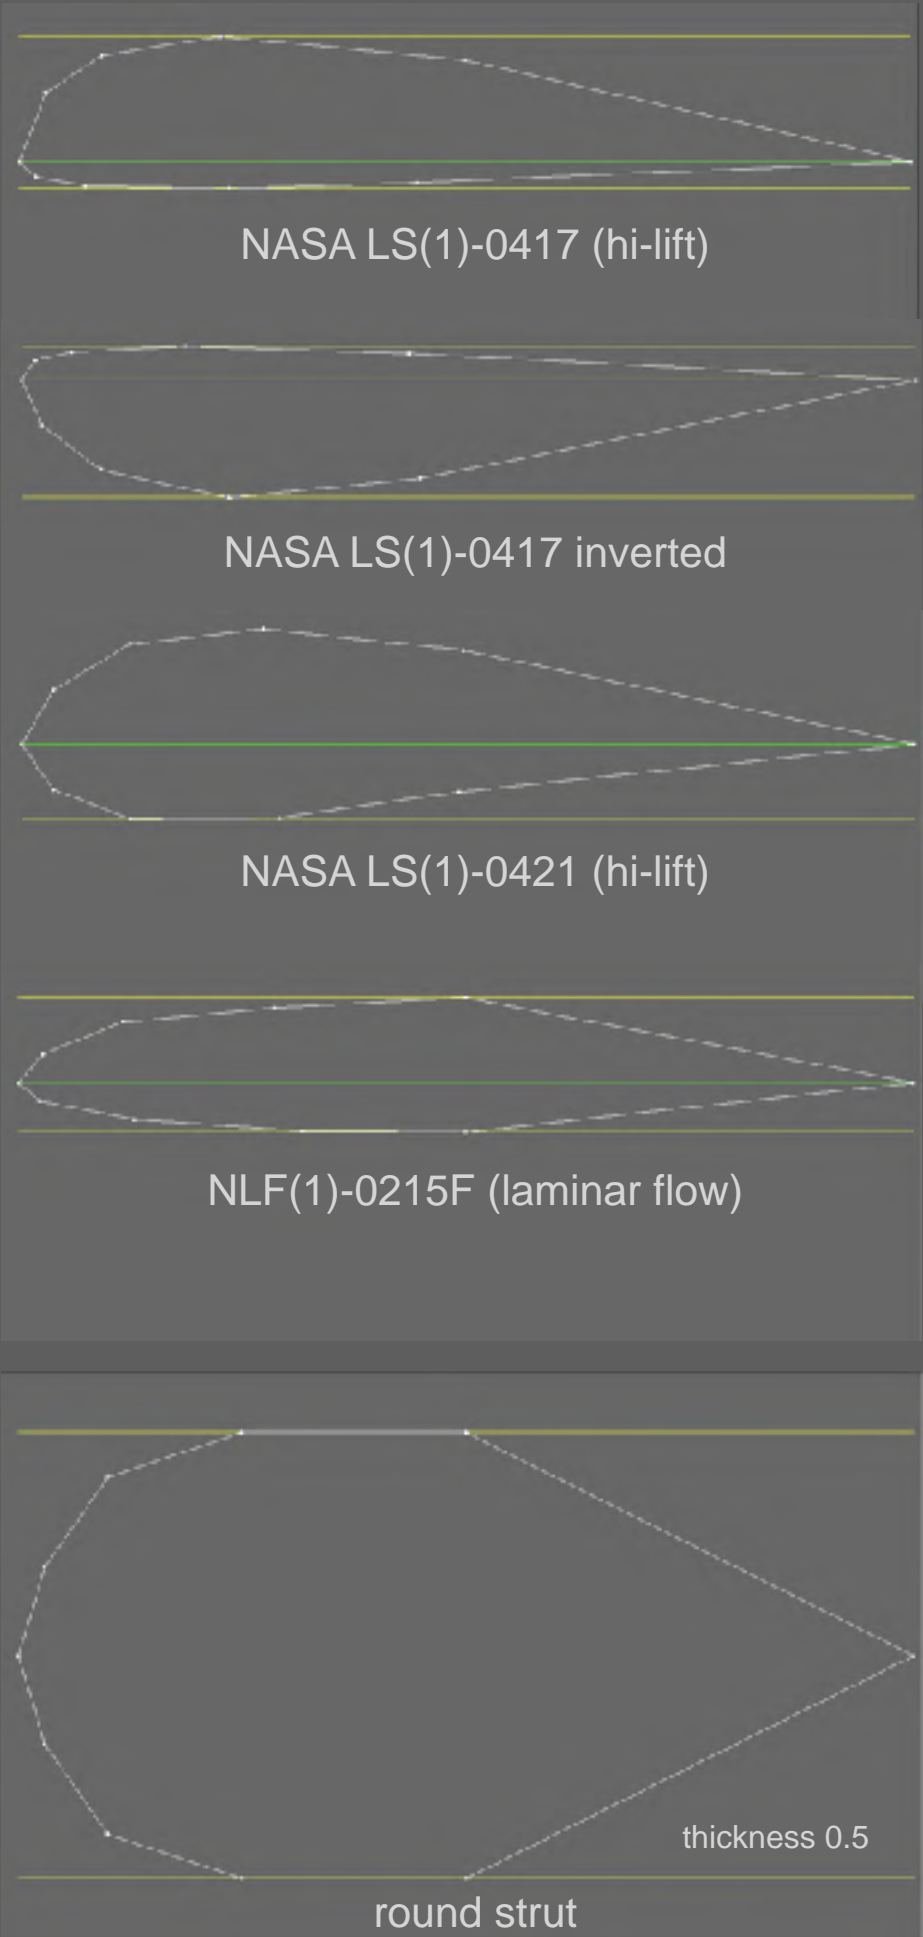 NASA LS(1)-0417 (hi-lift)
NASA LS(1)-0417 inverted
NASA LS(1)-0421 (hi-lift)
NLF(1)-0215F (laminar flow)
thickness 0.5
round strut